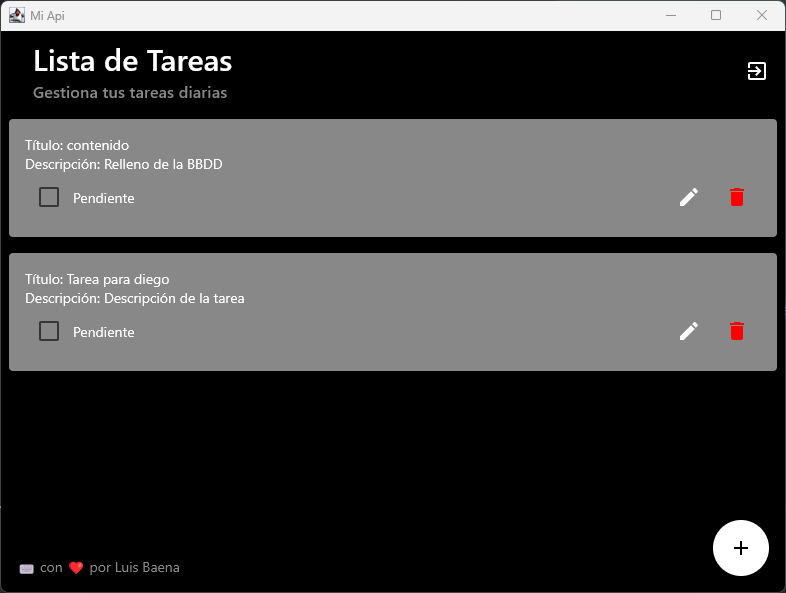 Mi Api
Lista de Tareas
Gestiona tus tareas diarias
Título: contenido
Descripción: Relleno de la BBDD
Pendiente
Título: Tarea para diego
Descripción: Descripción de la tarea
Pendiente
⌨️ con ❤️ por Luis Baena